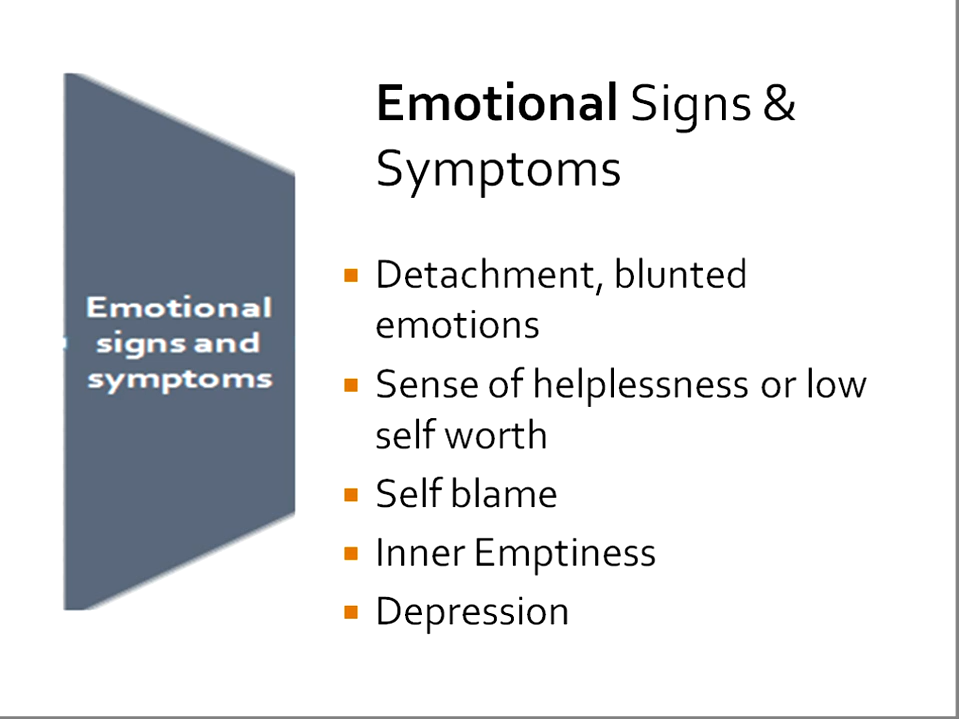 Emotional Signs &
Symptoms
Emotional
signs and
symptoms
Detachment, blunted
emotions
Sense of helplessness or low
self worth
Self blame
Inner Emptiness
Depression